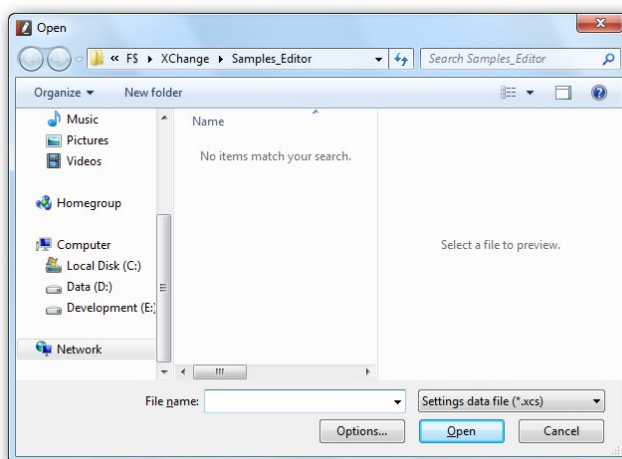 Open
« F$ ▸ XChange ▸ Samples_Editor
Search Samples_Editor
Organize ▾ New folder
Music
Pictures
Videos
Homegroup
Computer
Local Disk (C:)
Data (D:)
Development (E:)
Network
Name
No items match your search.
Select a file to preview.
File name:
Settings data file (*.xcs)
Options... Open Cancel